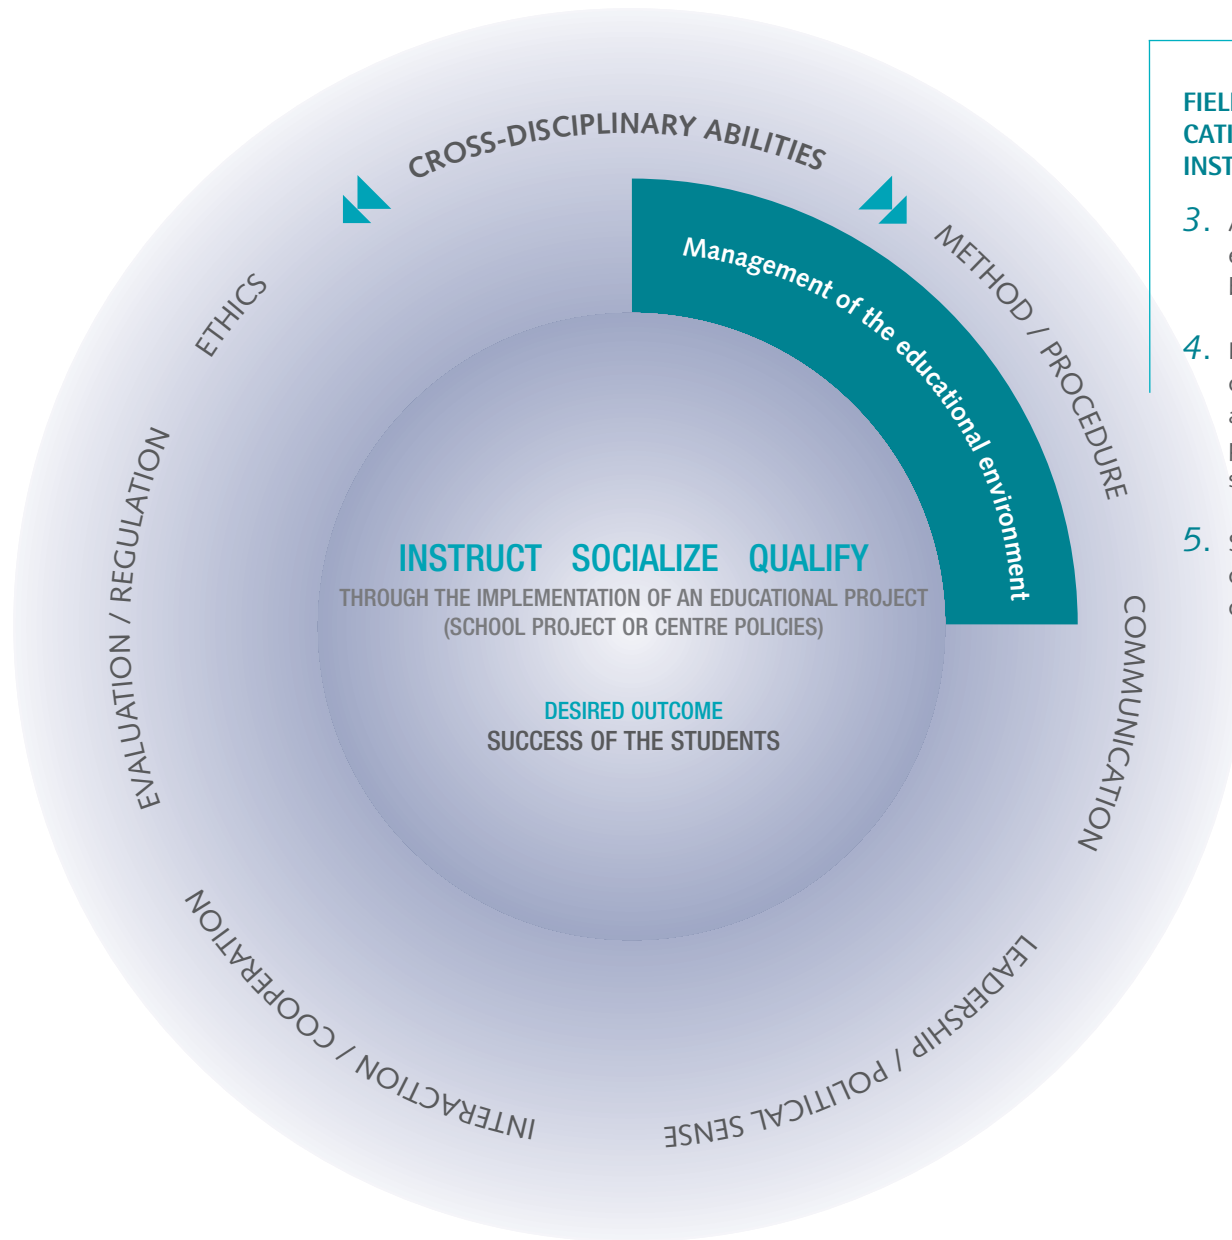 CROSS-DISCIPLINARY ABILITIES
METHOD / PROCEDURE
COMMUNICATION
LEADERSHIP / POLITICAL SENSE
INTERACTION / COOPERATION
EVALUATION / REGULATION
ETHICS
Management of the educational environment
INSTRUCT SOCIALIZE QUALIFY
THROUGH THE IMPLEMENTATION OF AN EDUCATIONAL PROJECT
(SCHOOL PROJECT OR CENTRE POLICIES)
DESIRED OUTCOME
SUCCESS OF THE STUDENTS
3.
4.
5.